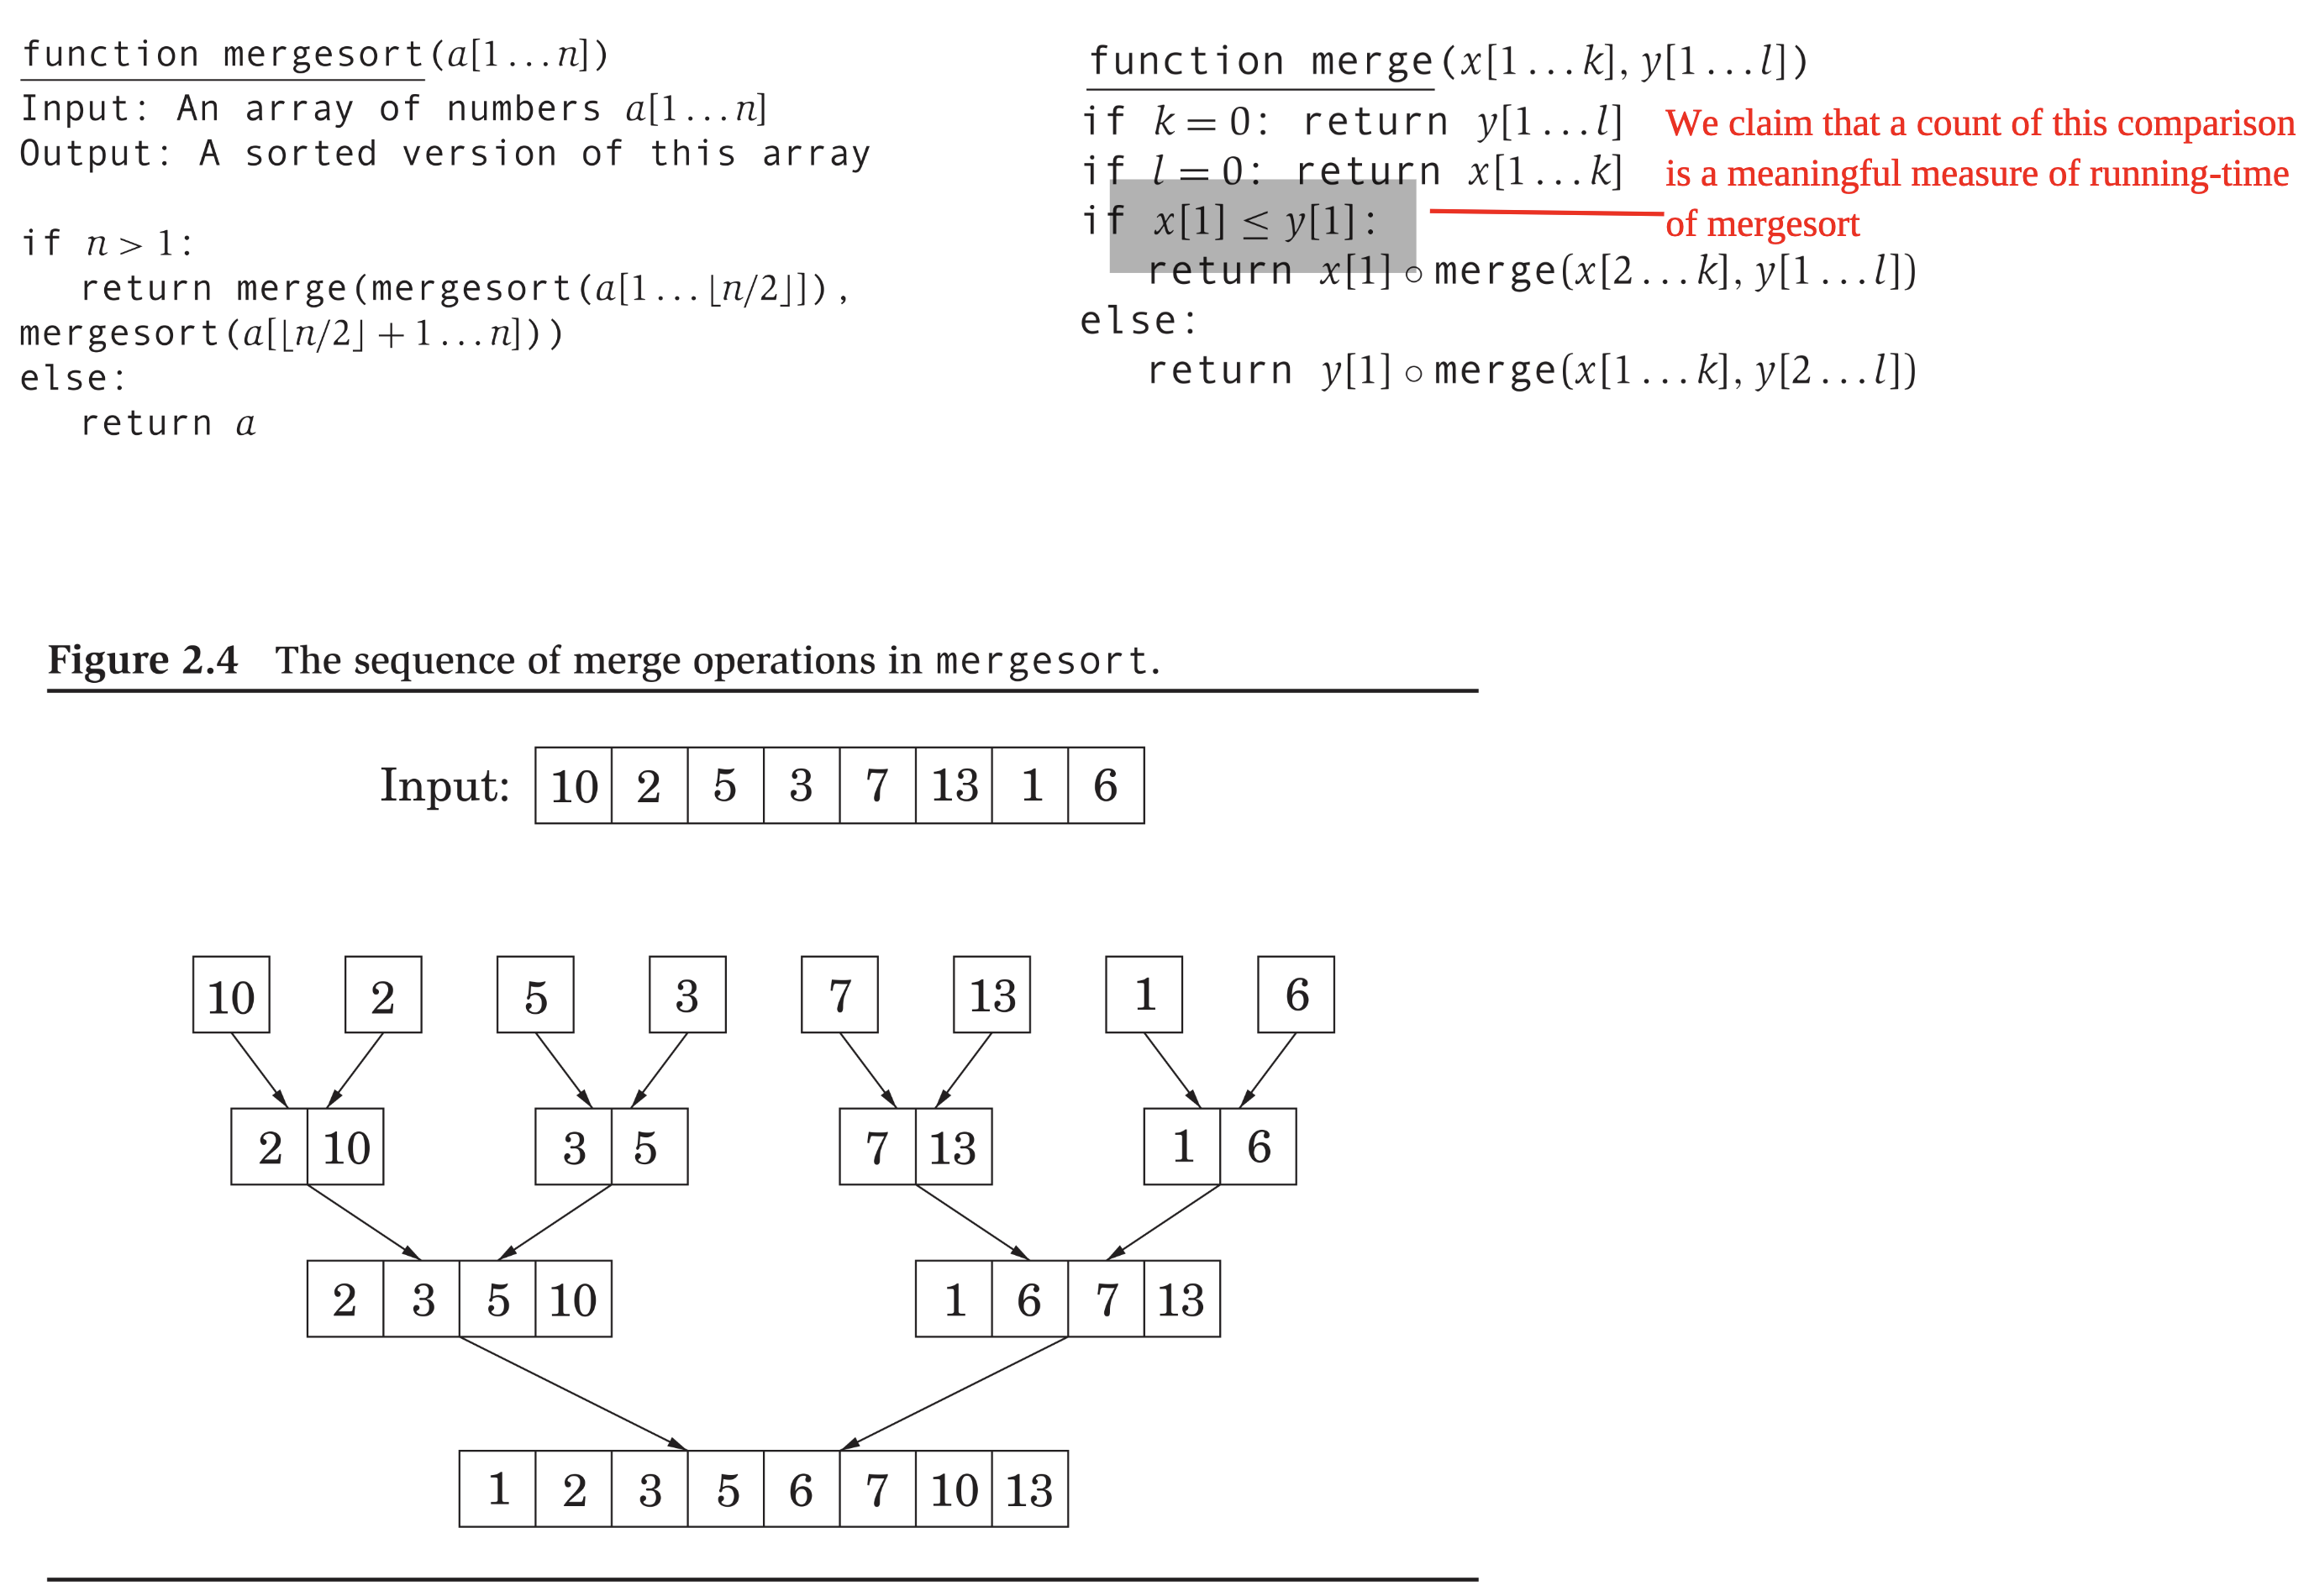 function mergesort(a[1...n])
Input: An array of numbers a[1...n]
Output: A sorted version of this array
if n > 1:
return merge(mergesort(a[1...⌊n/2⌋]),
mergesort(a[⌊n/2⌋ + 1...n]))
else:
return a
function merge(x[1...k], y[1...l])
if k = 0: return y[1...l]
if l = 0: return x[1...k]
if x[1] ≤ y[1]:
return x[1] ∘ merge(x[2...k], y[1...l])
else:
return y[1] ∘ merge(x[1...k], y[2...l])
We claim that a count of this comparison
is a meaningful measure of running-time
of mergesort
Figure 2.4 The sequence of merge operations in mergesort.
Input: 10 2 5 3 7 13 1 6
10 2 5 3 7 13 1 6
2 10 3 5 7 13 1 6
2 3 5 10 1 6 7 13
1 2 3 5 6 7 10 13